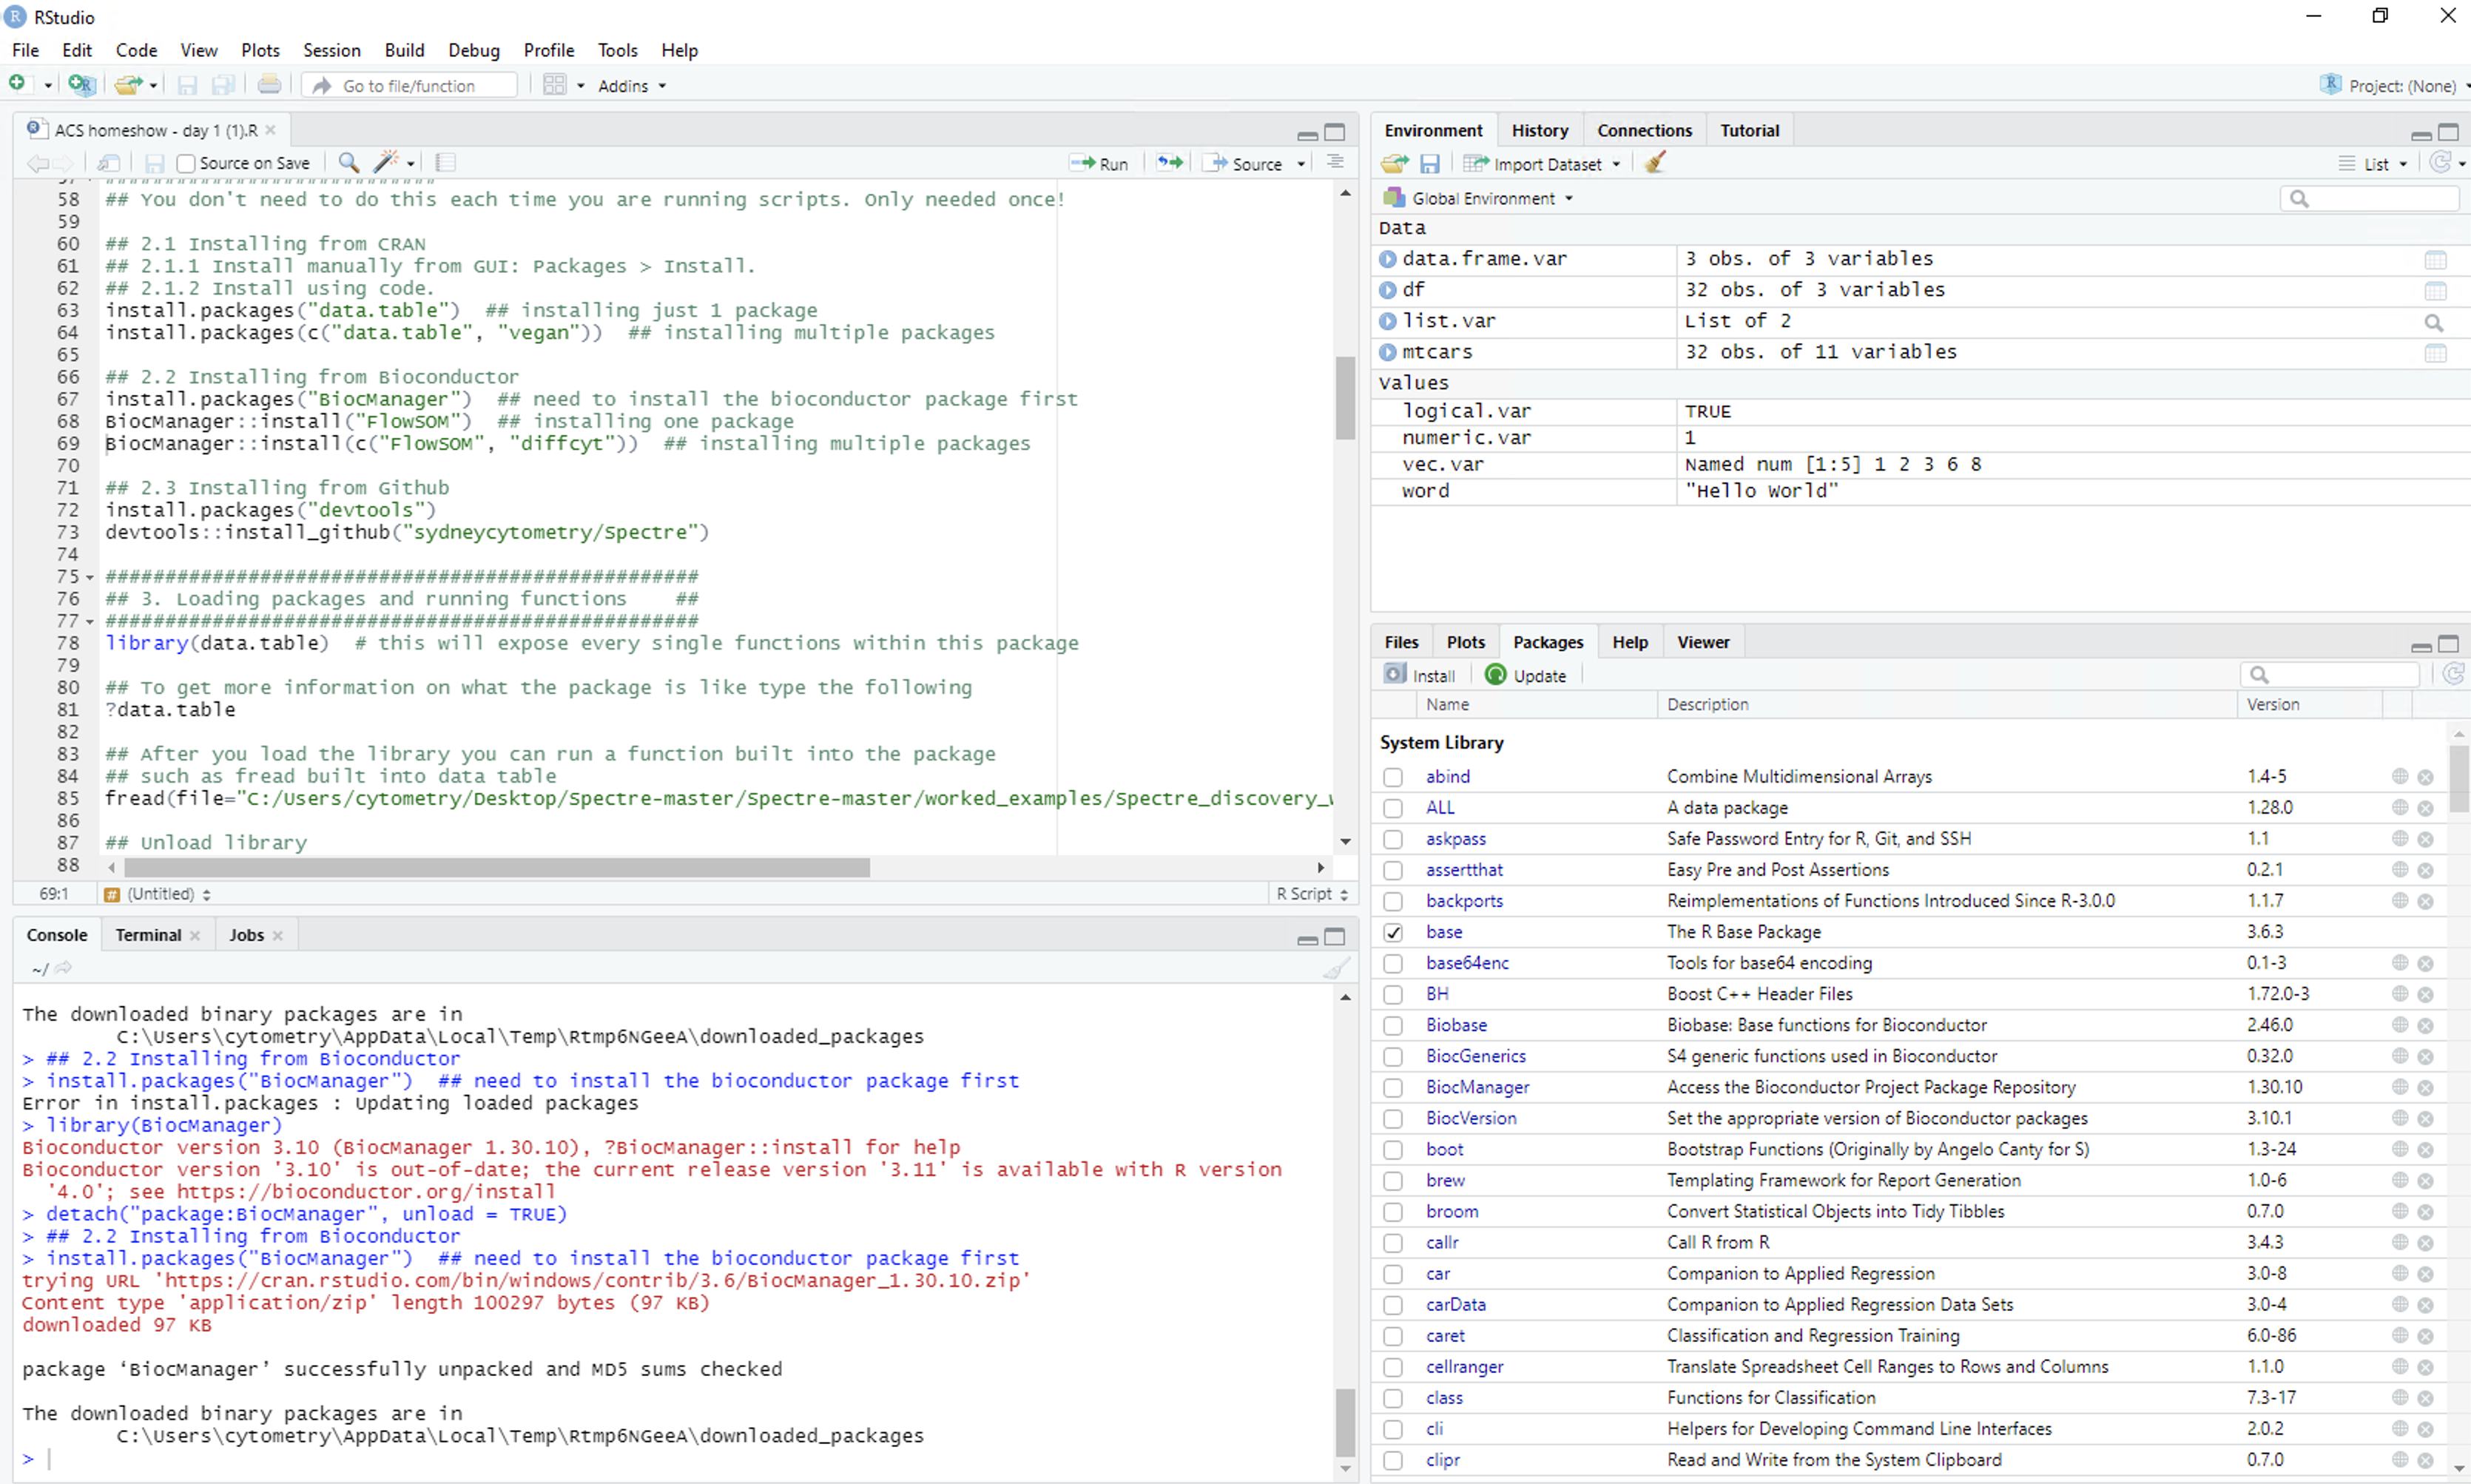 RStudio
File Edit Code View Plots Session Build Debug Profile Tools Help
Go to file/function Addins Project: (None)
ACS homeshow - day 1 (1).R
Source on Save Run Source
58 ## You don't need to do this each time you are running scripts. Only needed once!
59
60 ## 2.1 Installing from CRAN
61 ## 2.1.1 Install manually from GUI: Packages > Install.
62 ## 2.1.2 Install using code.
63 install.packages("data.table") ## installing just 1 package
64 install.packages(c("data.table", "vegan")) ## installing multiple packages
65
66 ## 2.2 Installing from Bioconductor
67 install.packages("BiocManager") ## need to install the bioconductor package first
68 BiocManager::install("FlowSOM") ## installing one package
69 BiocManager::install(c("FlowSOM", "diffcyt")) ## installing multiple packages
70
71 ## 2.3 Installing from Github
72 install.packages("devtools")
73 devtools::install_github("sydneycytometry/Spectre")
74
75 ##################################################
76 ## 3. Loading packages and running functions ##
77 ##################################################
78 library(data.table) # this will expose every single functions within this package
79
80 ## To get more information on what the package is like type the following
81 ?data.table
82
83 ## After you load the library you can run a function built into the package
84 ## such as fread built into data table
85 fread(file="C:/Users/cytometry/Desktop/Spectre-master/Spectre-master/worked_examples/Spectre_discovery_
86
87 ## Unload library
88
69:1 (Untitled) R Script
Console Terminal Jobs
~/
The downloaded binary packages are in
C:\Users\cytometry\AppData\Local\Temp\Rtmp6NGeeA\downloaded_packages
> ## 2.2 Installing from Bioconductor
> install.packages("BiocManager") ## need to install the bioconductor package first
Error in install.packages : Updating loaded packages
> library(BiocManager)
Bioconductor version 3.10 (BiocManager 1.30.10), ?BiocManager::install for help
Bioconductor version '3.10' is out-of-date; the current release version '3.11' is available with R version
'4.0'; see https://bioconductor.org/install
> detach("package:BiocManager", unload = TRUE)
> ## 2.2 Installing from Bioconductor
> install.packages("BiocManager") ## need to install the bioconductor package first
trying URL 'https://cran.rstudio.com/bin/windows/contrib/3.6/BiocManager_1.30.10.zip'
Content type 'application/zip' length 100297 bytes (97 KB)
downloaded 97 KB
package ‘BiocManager’ successfully unpacked and MD5 sums checked
The downloaded binary packages are in
C:\Users\cytometry\AppData\Local\Temp\Rtmp6NGeeA\downloaded_packages
>
Environment History Connections Tutorial
Import Dataset List
Global Environment
Data
data.frame.var 3 obs. of 3 variables
df 32 obs. of 3 variables
list.var List of 2
mtcars 32 obs. of 11 variables
Values
logical.var TRUE
numeric.var 1
vec.var Named num [1:5] 1 2 3 6 8
word "Hello World"
Files Plots Packages Help Viewer
Install Update
Name Description Version
System Library
abind Combine Multidimensional Arrays 1.4-5
ALL A data package 1.28.0
askpass Safe Password Entry for R, Git, and SSH 1.1
assertthat Easy Pre and Post Assertions 0.2.1
backports Reimplementations of Functions Introduced Since R-3.0.0 1.1.7
base The R Base Package 3.6.3
base64enc Tools for base64 encoding 0.1-3
BH Boost C++ Header Files 1.72.0-3
Biobase Biobase: Base functions for Bioconductor 2.46.0
BiocGenerics S4 generic functions used in Bioconductor 0.32.0
BiocManager Access the Bioconductor Project Package Repository 1.30.10
BiocVersion Set the appropriate version of Bioconductor packages 3.10.1
boot Bootstrap Functions (Originally by Angelo Canty for S) 1.3-24
brew Templating Framework for Report Generation 1.0-6
broom Convert Statistical Objects into Tidy Tibbles 0.7.0
callr Call R from R 3.4.3
car Companion to Applied Regression 3.0-8
carData Companion to Applied Regression Data Sets 3.0-4
caret Classification and Regression Training 6.0-86
cellranger Translate Spreadsheet Cell Ranges to Rows and Columns 1.1.0
class Functions for Classification 7.3-17
cli Helpers for Developing Command Line Interfaces 2.0.2
clipr Read and Write from the System Clipboard 0.7.0